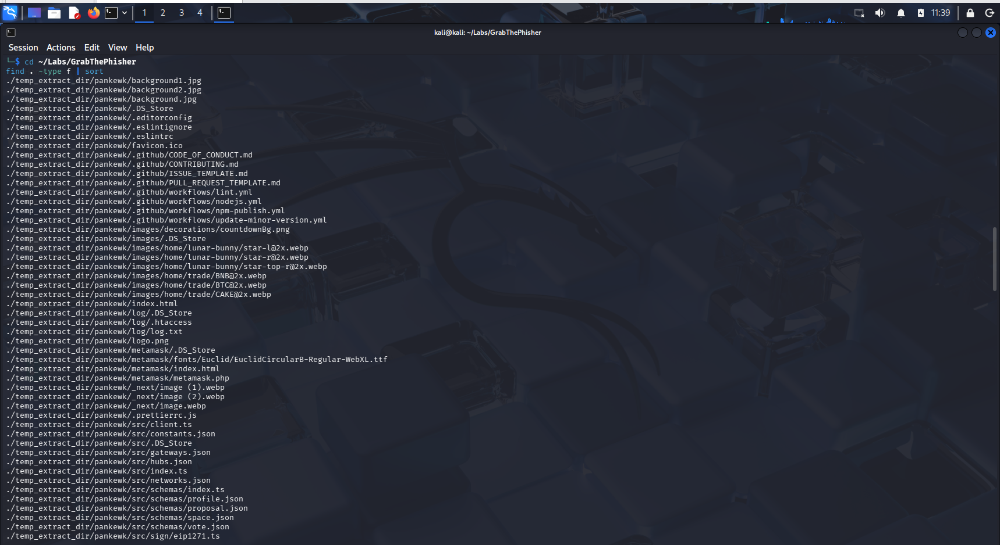 1 2 3 4 11:39
kali@kali: ~/Labs/GrabThePhisher
Session Actions Edit View Help
└─$ cd ~/Labs/GrabThePhisher
find . -type f | sort
./temp_extract_dir/pankewk/background1.jpg
./temp_extract_dir/pankewk/background2.jpg
./temp_extract_dir/pankewk/background.jpg
./temp_extract_dir/pankewk/.DS_Store
./temp_extract_dir/pankewk/.editorconfig
./temp_extract_dir/pankewk/.eslintignore
./temp_extract_dir/pankewk/.eslintrc
./temp_extract_dir/pankewk/favicon.ico
./temp_extract_dir/pankewk/.github/CODE_OF_CONDUCT.md
./temp_extract_dir/pankewk/.github/CONTRIBUTING.md
./temp_extract_dir/pankewk/.github/ISSUE_TEMPLATE.md
./temp_extract_dir/pankewk/.github/PULL_REQUEST_TEMPLATE.md
./temp_extract_dir/pankewk/.github/workflows/lint.yml
./temp_extract_dir/pankewk/.github/workflows/nodejs.yml
./temp_extract_dir/pankewk/.github/workflows/npm-publish.yml
./temp_extract_dir/pankewk/.github/workflows/update-minor-version.yml
./temp_extract_dir/pankewk/images/decorations/countdownBg.png
./temp_extract_dir/pankewk/images/.DS_Store
./temp_extract_dir/pankewk/images/home/lunar-bunny/star-l@2x.webp
./temp_extract_dir/pankewk/images/home/lunar-bunny/star-r@2x.webp
./temp_extract_dir/pankewk/images/home/lunar-bunny/star-top-r@2x.webp
./temp_extract_dir/pankewk/images/home/trade/BNB@2x.webp
./temp_extract_dir/pankewk/images/home/trade/BTC@2x.webp
./temp_extract_dir/pankewk/images/home/trade/CAKE@2x.webp
./temp_extract_dir/pankewk/index.html
./temp_extract_dir/pankewk/log/.DS_Store
./temp_extract_dir/pankewk/log/.htaccess
./temp_extract_dir/pankewk/log/log.txt
./temp_extract_dir/pankewk/logo.png
./temp_extract_dir/pankewk/metamask/.DS_Store
./temp_extract_dir/pankewk/metamask/fonts/Euclid/EuclidCircularB-Regular-WebXL.ttf
./temp_extract_dir/pankewk/metamask/index.html
./temp_extract_dir/pankewk/metamask/metamask.php
./temp_extract_dir/pankewk/_next/image (1).webp
./temp_extract_dir/pankewk/_next/image (2).webp
./temp_extract_dir/pankewk/_next/image.webp
./temp_extract_dir/pankewk/.prettierrc.js
./temp_extract_dir/pankewk/src/client.ts
./temp_extract_dir/pankewk/src/constants.json
./temp_extract_dir/pankewk/src/.DS_Store
./temp_extract_dir/pankewk/src/gateways.json
./temp_extract_dir/pankewk/src/hubs.json
./temp_extract_dir/pankewk/src/index.ts
./temp_extract_dir/pankewk/src/networks.json
./temp_extract_dir/pankewk/src/schemas/index.ts
./temp_extract_dir/pankewk/src/schemas/profile.json
./temp_extract_dir/pankewk/src/schemas/proposal.json
./temp_extract_dir/pankewk/src/schemas/space.json
./temp_extract_dir/pankewk/src/schemas/vote.json
./temp_extract_dir/pankewk/src/sign/eip1271.ts